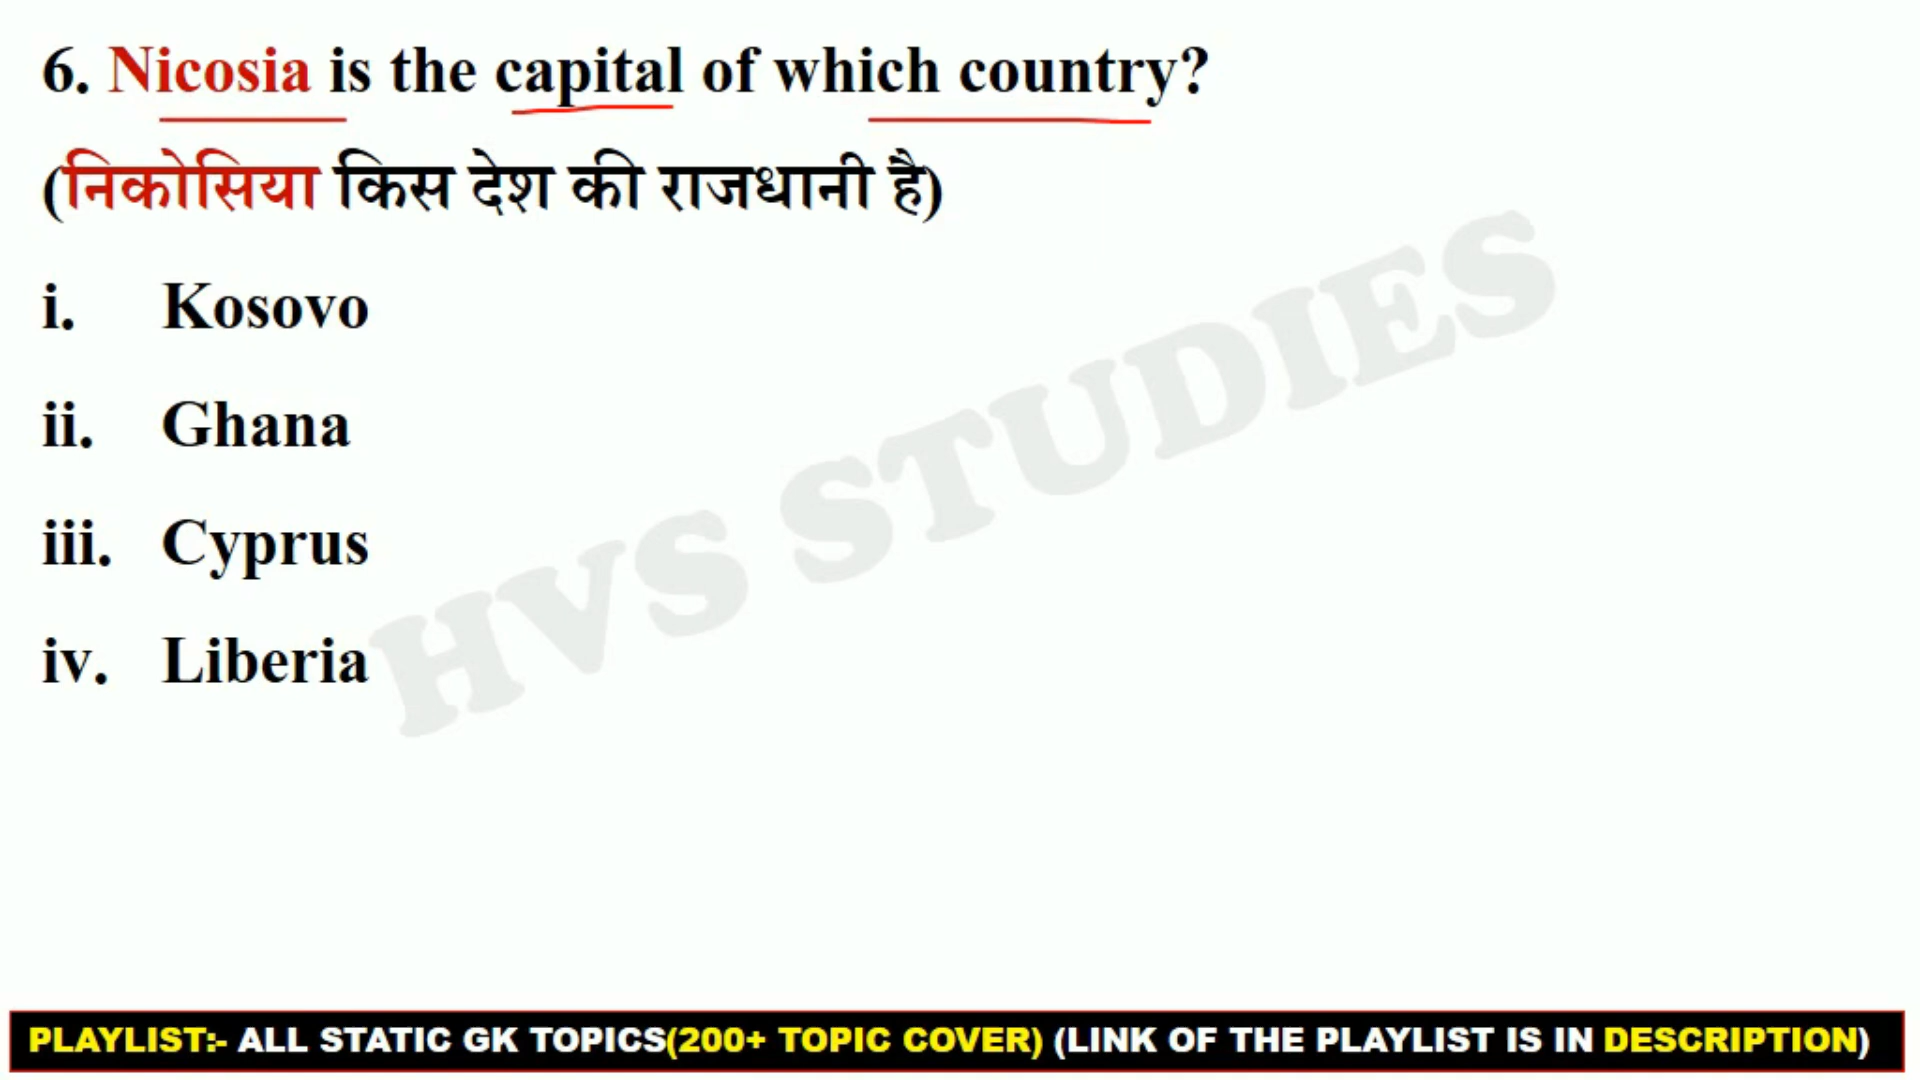 6. Nicosia is the capital of which country?
(निकोसिया किस देश की राजधानी है)
i. Kosovo
ii. Ghana
iii. Cyprus
iv. Liberia
HVS STUDIES
PLAYLIST:- ALL STATIC GK TOPICS(200+ TOPIC COVER) (LINK OF THE PLAYLIST IS IN DESCRIPTION)